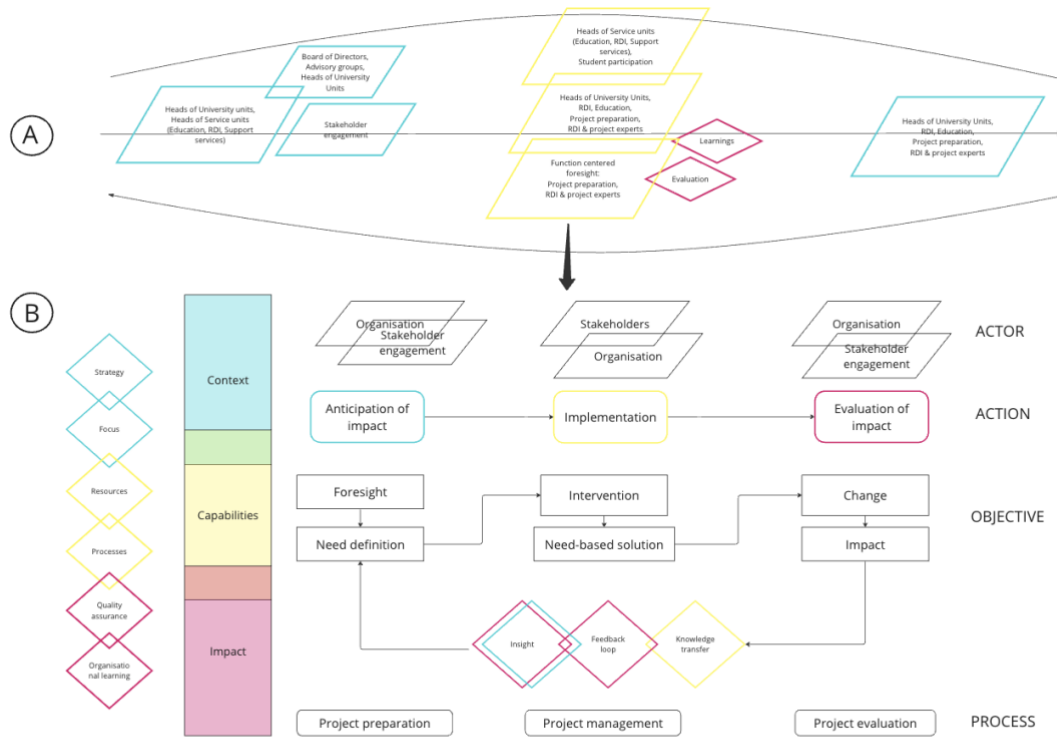 A
Board of Directors,
Advisory groups,
Heads of University
Units
Heads of University units,
Heads of Service units
(Education, RDI, Support
services)
Stakeholder
engagement
Heads of Service units
(Education, RDI, Support
services),
Student participation
Heads of University Units,
RDI, Education,
Project preparation,
RDI & project experts
Function centered
foresight:
Project preparation,
RDI & project experts
Learnings
Evaluation
Heads of University Units,
RDI, Education,
Project preparation,
RDI & project experts
B
Strategy
Focus
Resources
Processes
Quality
assurance
Organisatio
nal learning
Context
Capabilities
Impact
Organisation
Stakeholder
engagement
Stakeholders
Organisation
Organisation
Stakeholder
engagement
ACTOR
Anticipation of
impact
Implementation
Evaluation of
impact
ACTION
Foresight
Intervention
Change
OBJECTIVE
Need definition
Need-based solution
Impact
Insight
Feedback
loop
Knowledge
transfer
Project preparation
Project management
Project evaluation
PROCESS